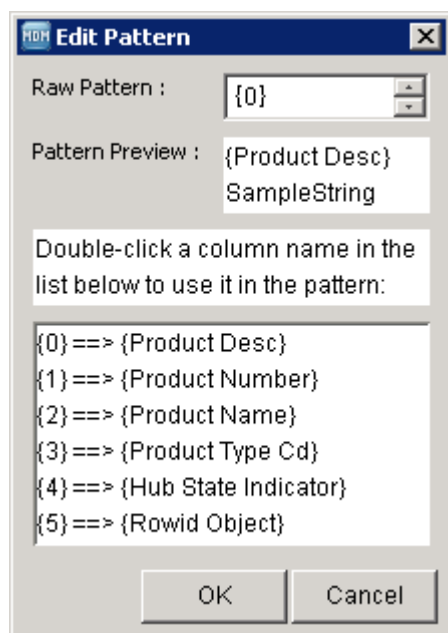 MDM Edit Pattern
Raw Pattern : {0}
Pattern Preview : {Product Desc}
SampleString
Double-click a column name in the
list below to use it in the pattern:
{0}==> {Product Desc}
{1}==> {Product Number}
{2}==> {Product Name}
{3}==> {Product Type Cd}
{4}==> {Hub State Indicator}
{5}==> {Rowid Object}
OK Cancel